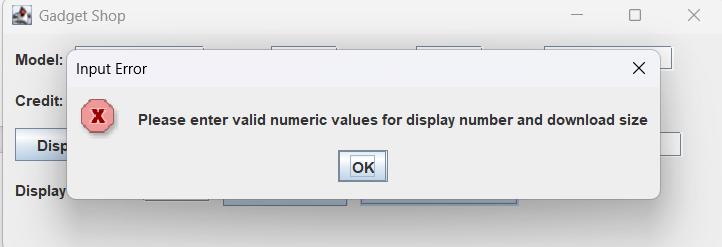 Gadget Shop
Model:
Input Error
Credit:
X
Please enter valid numeric values for display number and download size
Disp
OK
Display